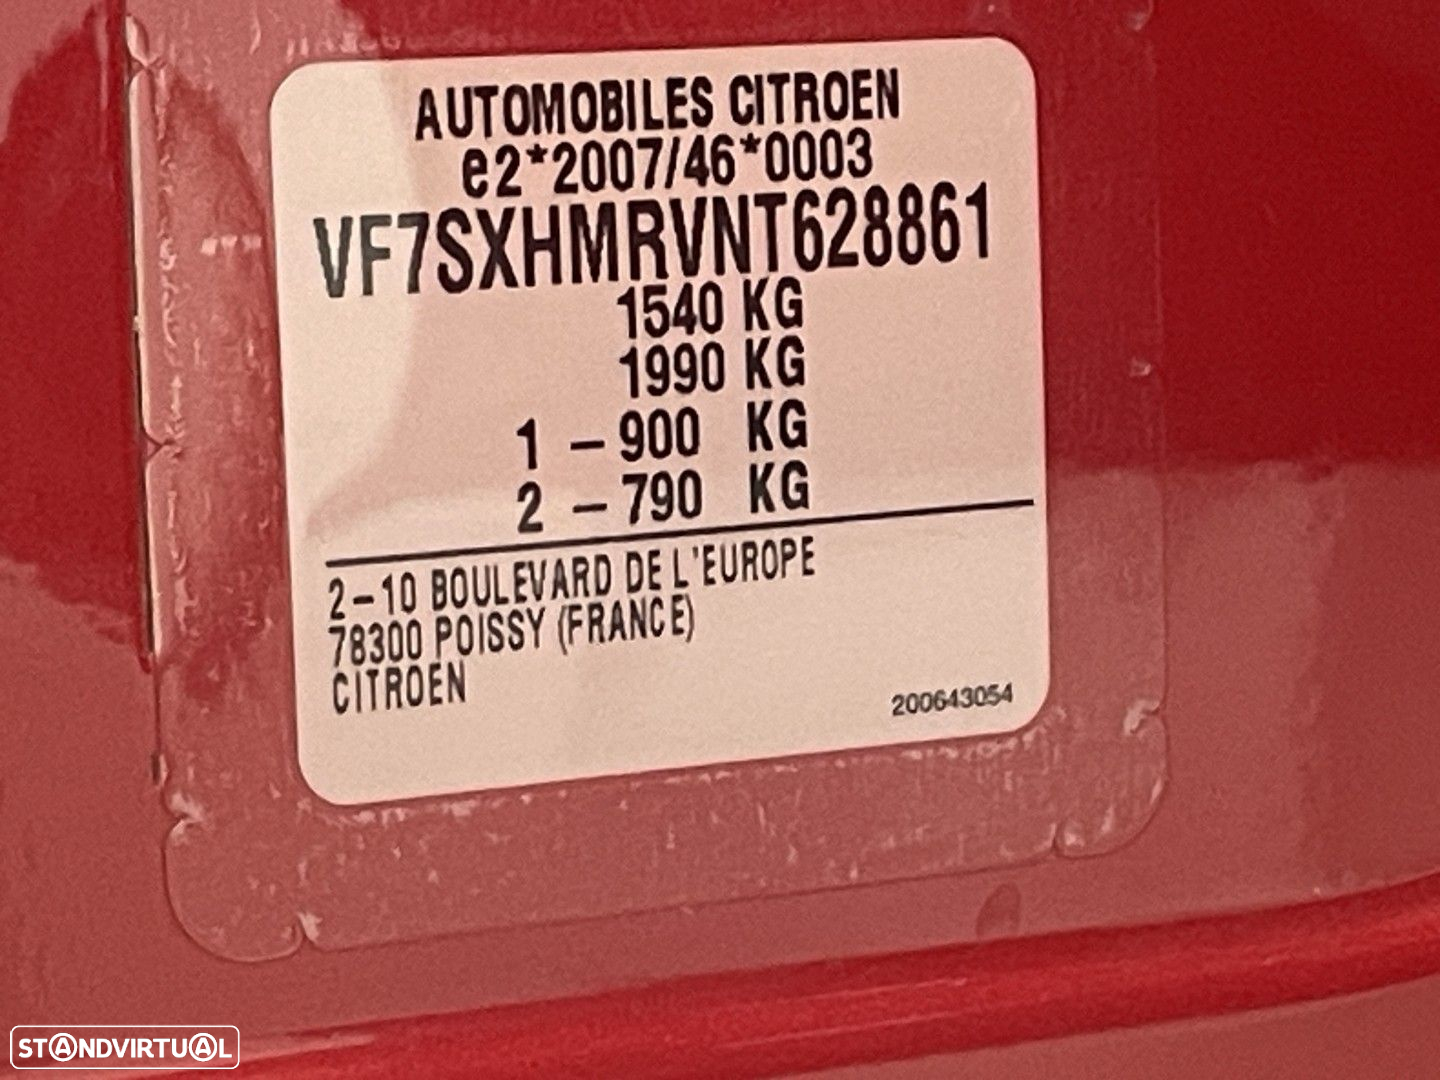 AUTOMOBILES CITROEN
e2*2007/46*0003
VF7SXHMRVNT628861
1540 KG
1990 KG
1 – 900 KG
2 – 790 KG
2–10 BOULEVARD DE L'EUROPE
78300 POISSY (FRANCE)
CITROEN
200643054
STANDVIRTUAL